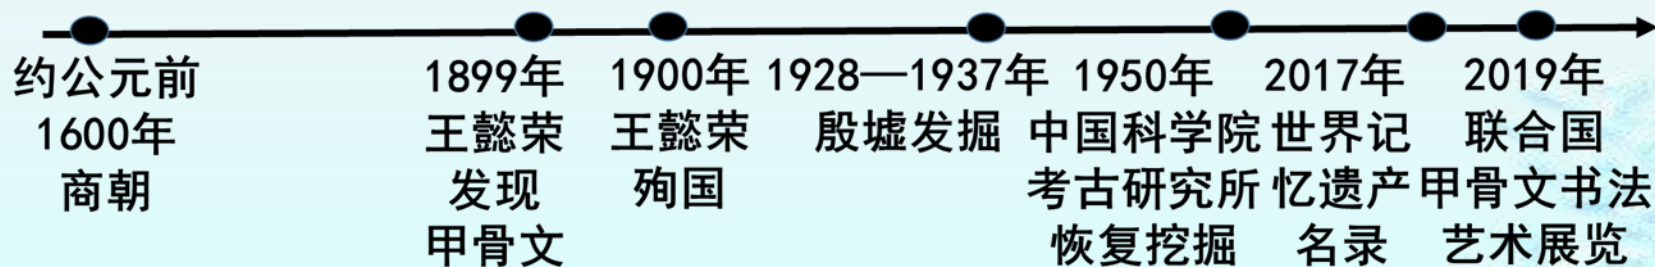 约公元前
1600年
商朝
1899年
王懿荣
发现
甲骨文
1900年
王懿荣
殉国
1928—1937年
殷墟发掘
1950年
中国科学院
考古研究所
恢复挖掘
2017年
世界记
忆遗产
名录
2019年
联合国
甲骨文书法
艺术展览